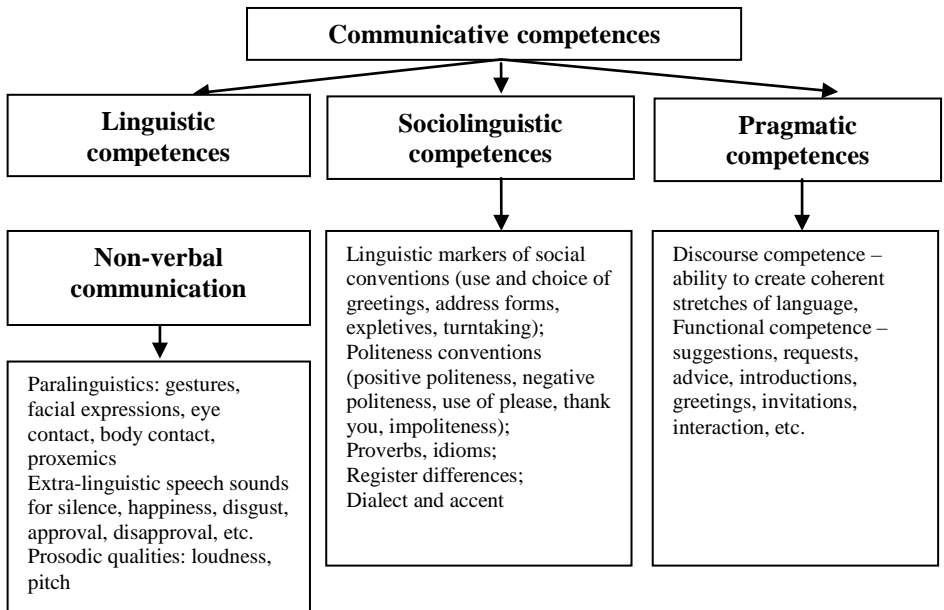 Communicative competences
Linguistic
competences
Sociolinguistic
competences
Pragmatic
competences
Non-verbal
communication
Paralinguistics: gestures,
facial expressions, eye
contact, body contact,
proxemics
Extra-linguistic speech sounds
for silence, happiness, disgust,
approval, disapproval, etc.
Prosodic qualities: loudness,
pitch
Linguistic markers of social
conventions (use and choice of
greetings, address forms,
expletives, turntaking);
Politeness conventions
(positive politeness, negative
politeness, use of please, thank
you, impoliteness);
Proverbs, idioms;
Register differences;
Dialect and accent
Discourse competence –
ability to create coherent
stretches of language,
Functional competence –
suggestions, requests,
advice, introductions,
greetings, invitations,
interaction, etc.